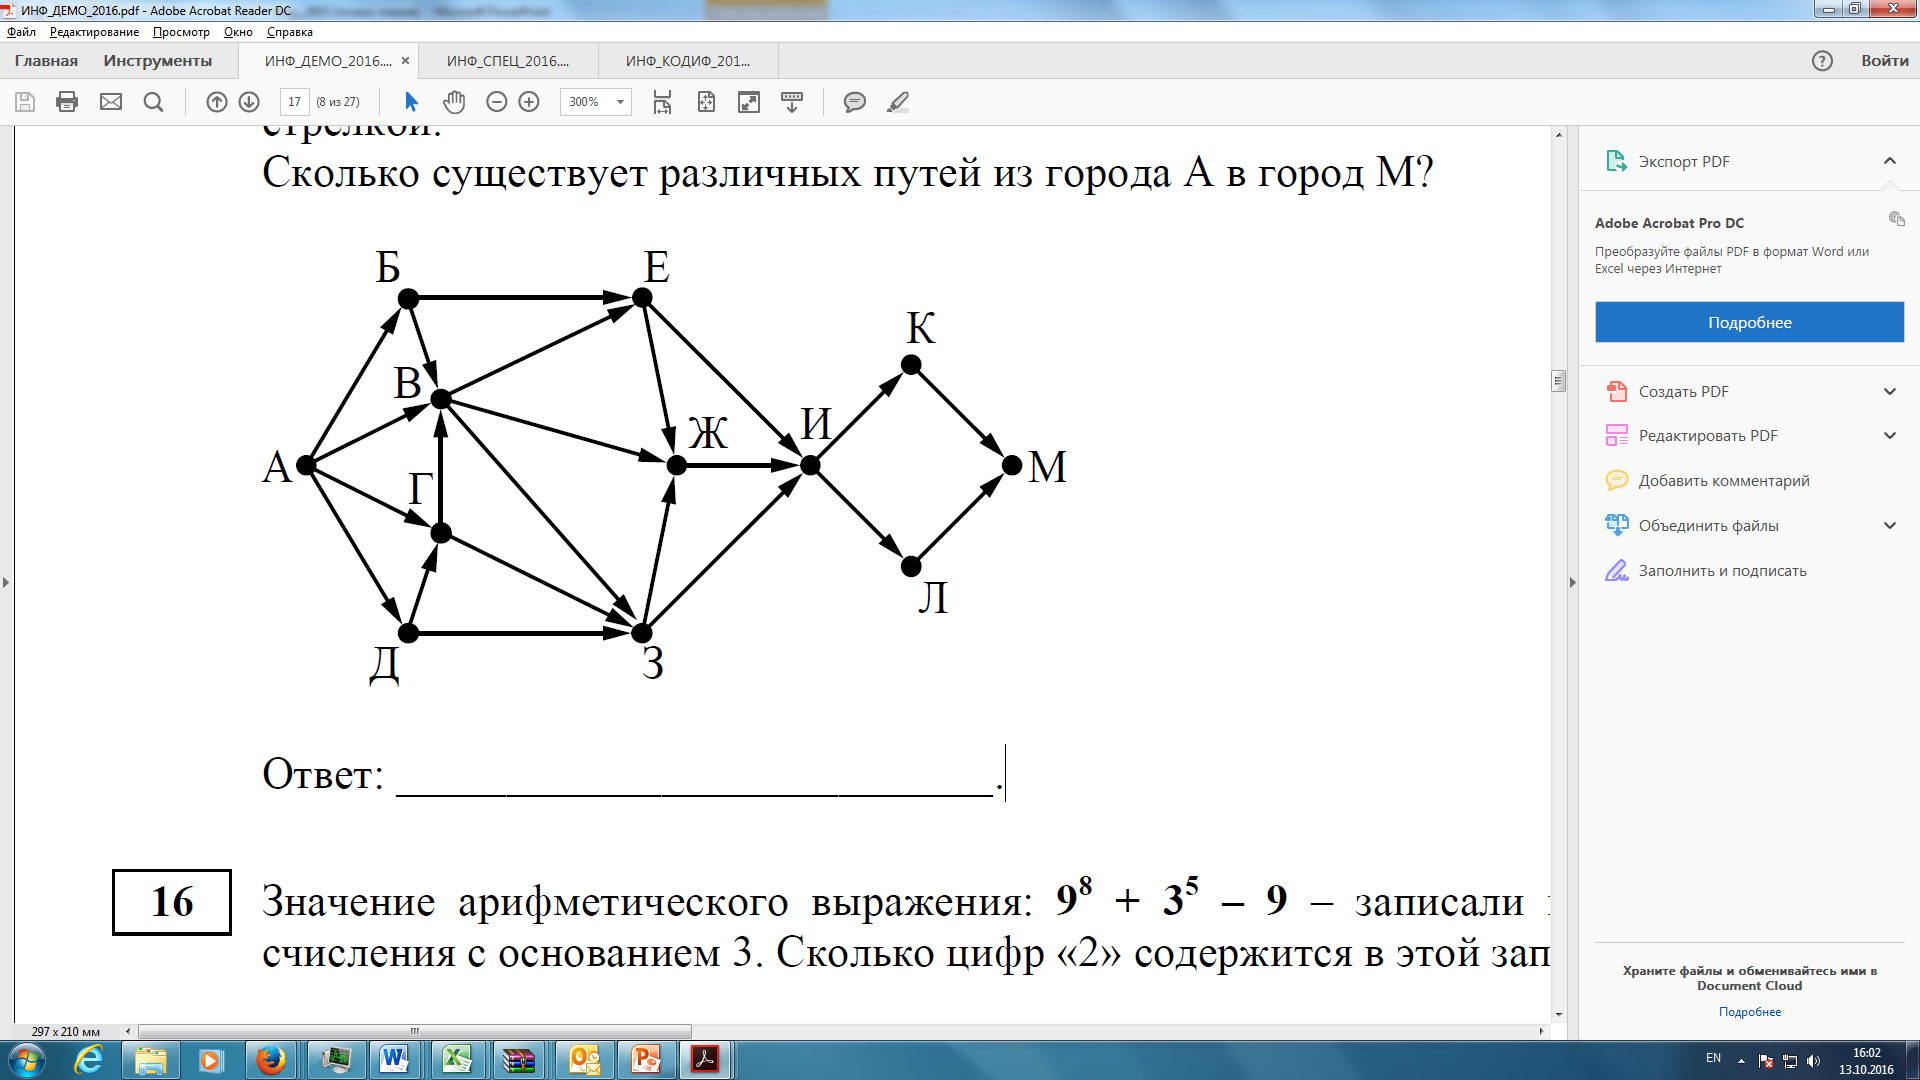 ИНФ_ДЕМО_2016.pdf - Adobe Acrobat Reader DC
Файл Редактирование Просмотр Окно Справка
Главная Инструменты ИНФ_ДЕМО_2016.... × ИНФ_СПЕЦ_2016.... ИНФ_КОДИФ_201... Войти
17 (8 из 27) 300%
стрелкой.
Сколько существует различных путей из города А в город М?
Б Е
К
В
Ж И
А М
Г
Л
Д З
Ответ: ___________________________.
16 Значение арифметического выражения: 9⁸ + 3⁵ – 9 – записали
счисления с основанием 3. Сколько цифр «2» содержится в этой зап
297 x 210 мм
Экспорт PDF
Adobe Acrobat Pro DC
Преобразуйте файлы PDF в формат Word или
Excel через Интернет
Подробнее
Создать PDF
Редактировать PDF
Добавить комментарий
Объединить файлы
Заполнить и подписать
Храните файлы и обменивайтесь ими в
Document Cloud
Подробнее
EN
16:02
13.10.2016